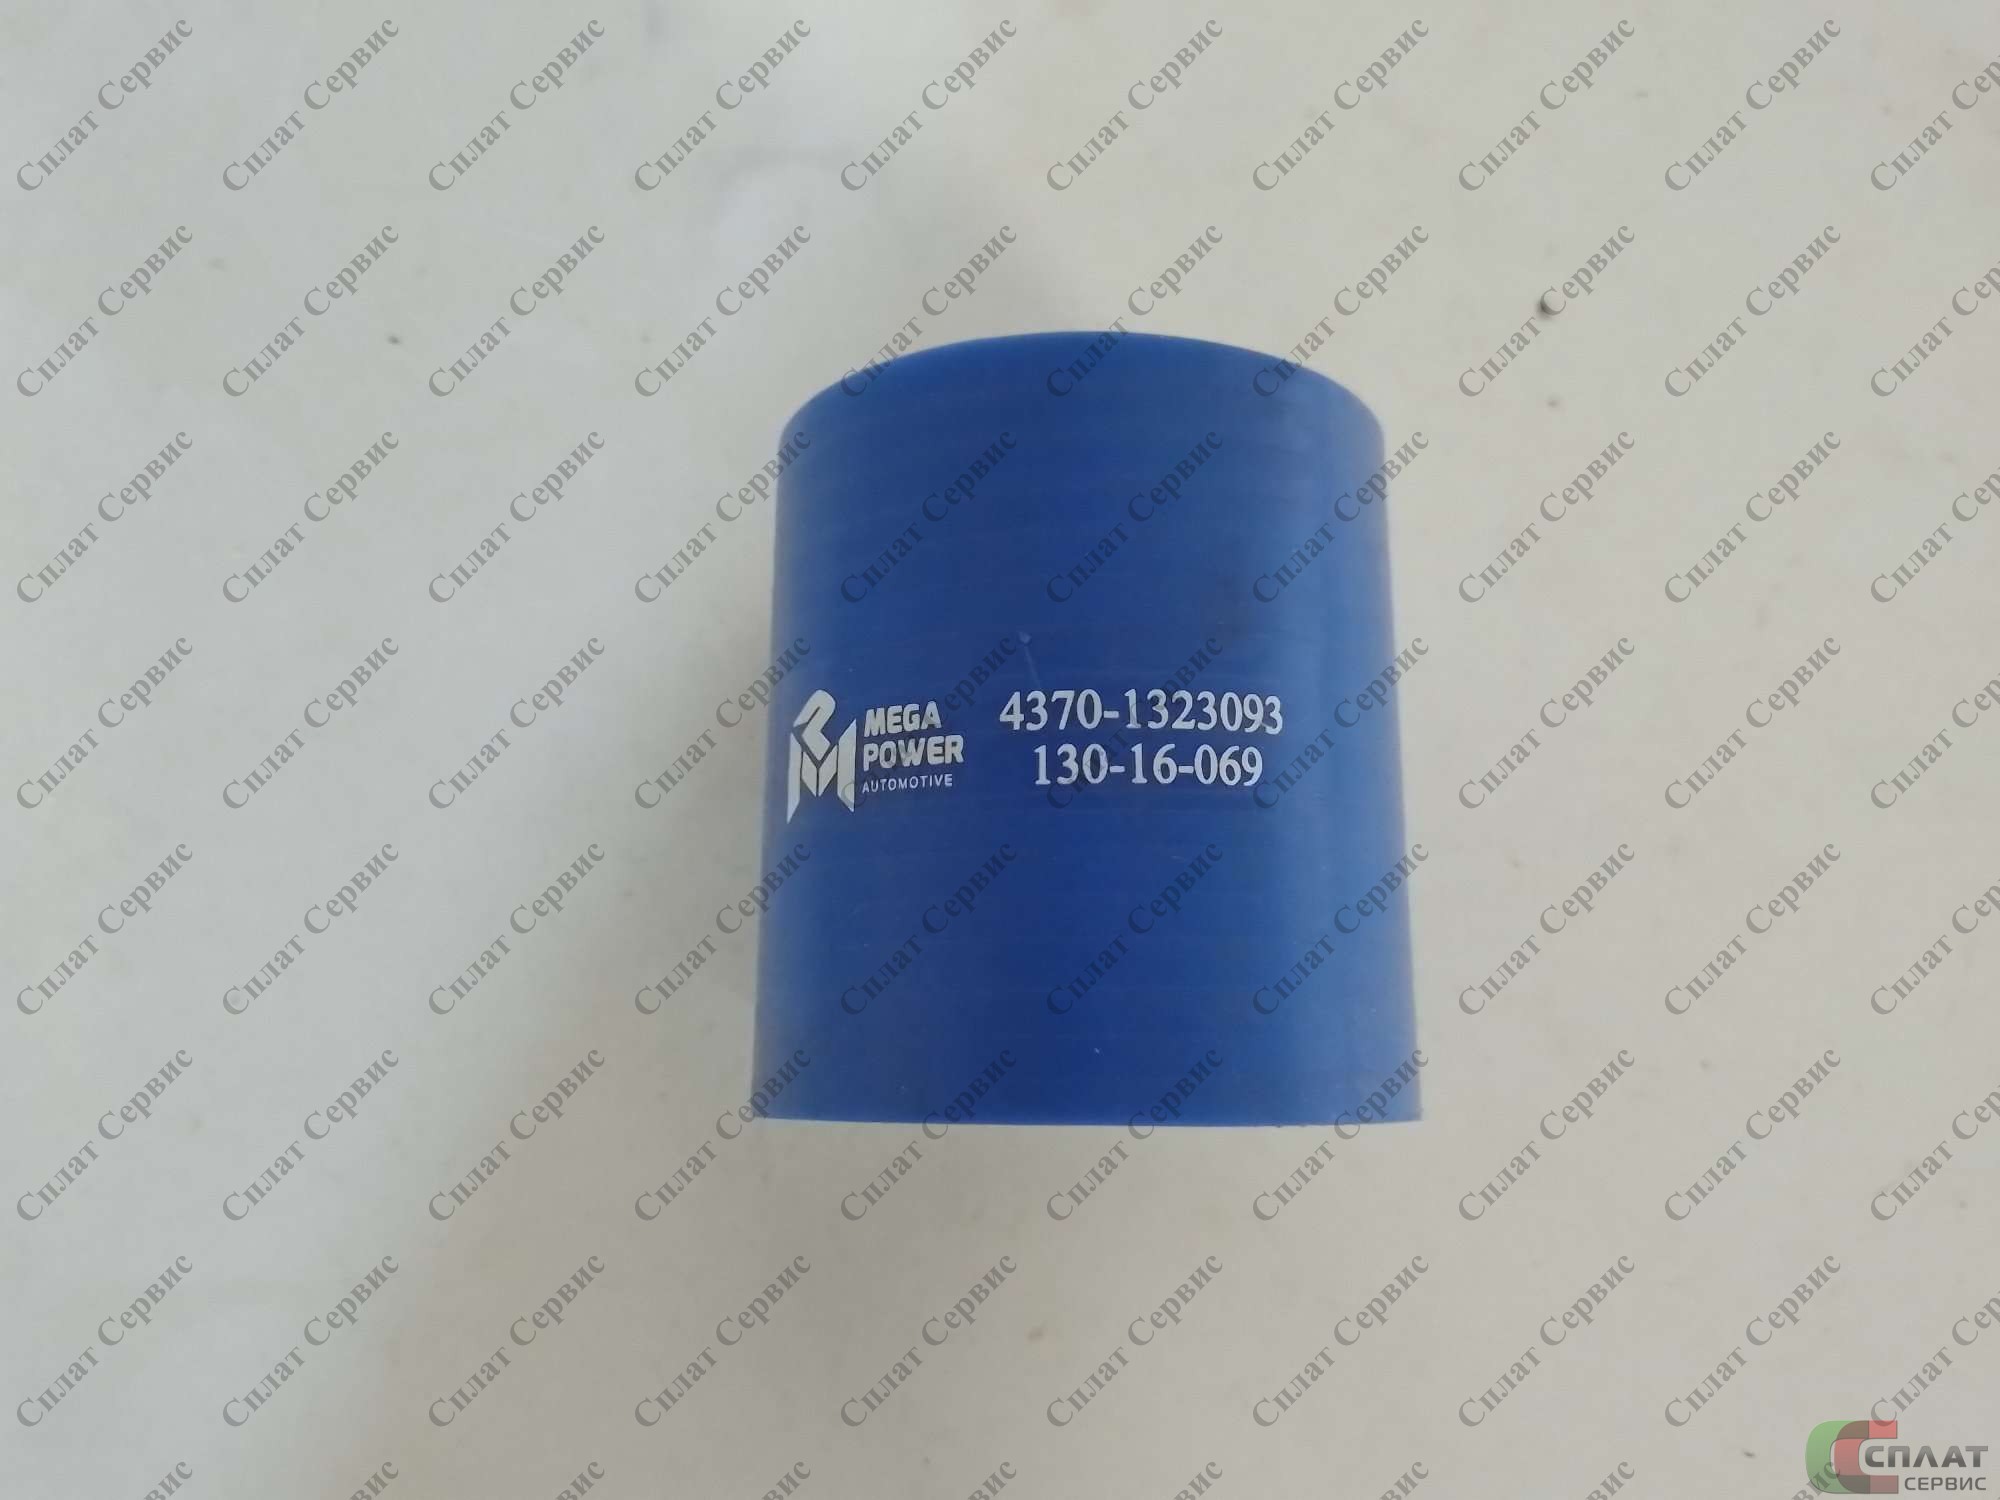 MEGA
POWER
AUTOMOTIVE
4370-1323093
130-16-069
Сплат Сервис
СПЛАТ
СЕРВИС